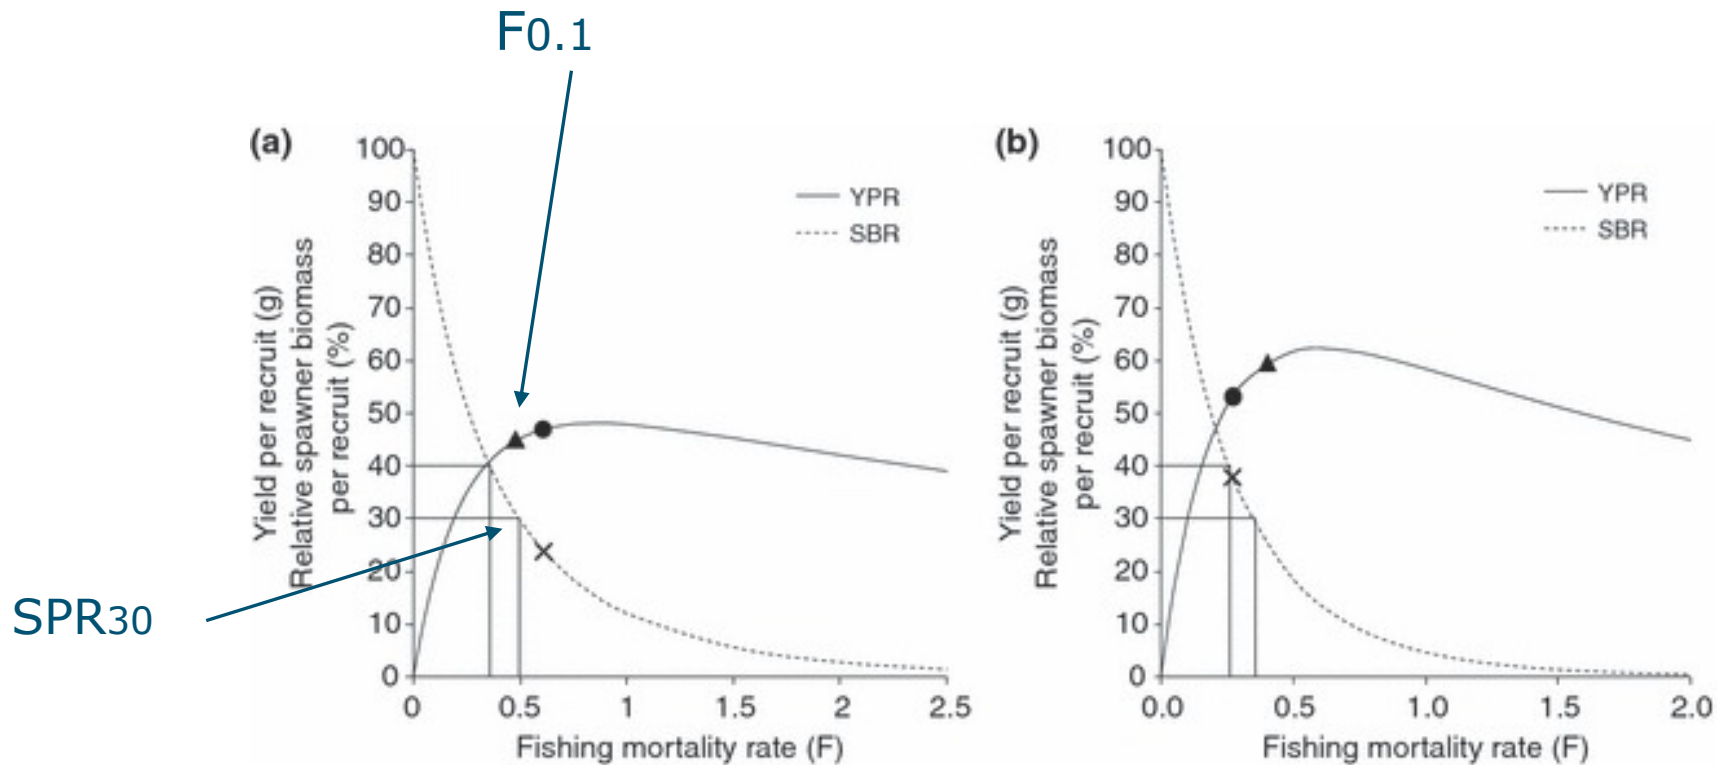 F0.1
(a)
100
90
80
70
60
50
40
30
20
10
0
Yield per recruit (g)
Relative spawner biomass
per recruit (%)
YPR
SBR
0
0.5
1
1.5
2
2.5
Fishing mortality rate (F)
SPR30
(b)
100
90
80
70
60
50
40
30
20
10
0
Yield per recruit (g)
Relative spawner biomass
per recruit (%)
YPR
SBR
0.0
0.5
1.0
1.5
2.0
Fishing mortality rate (F)